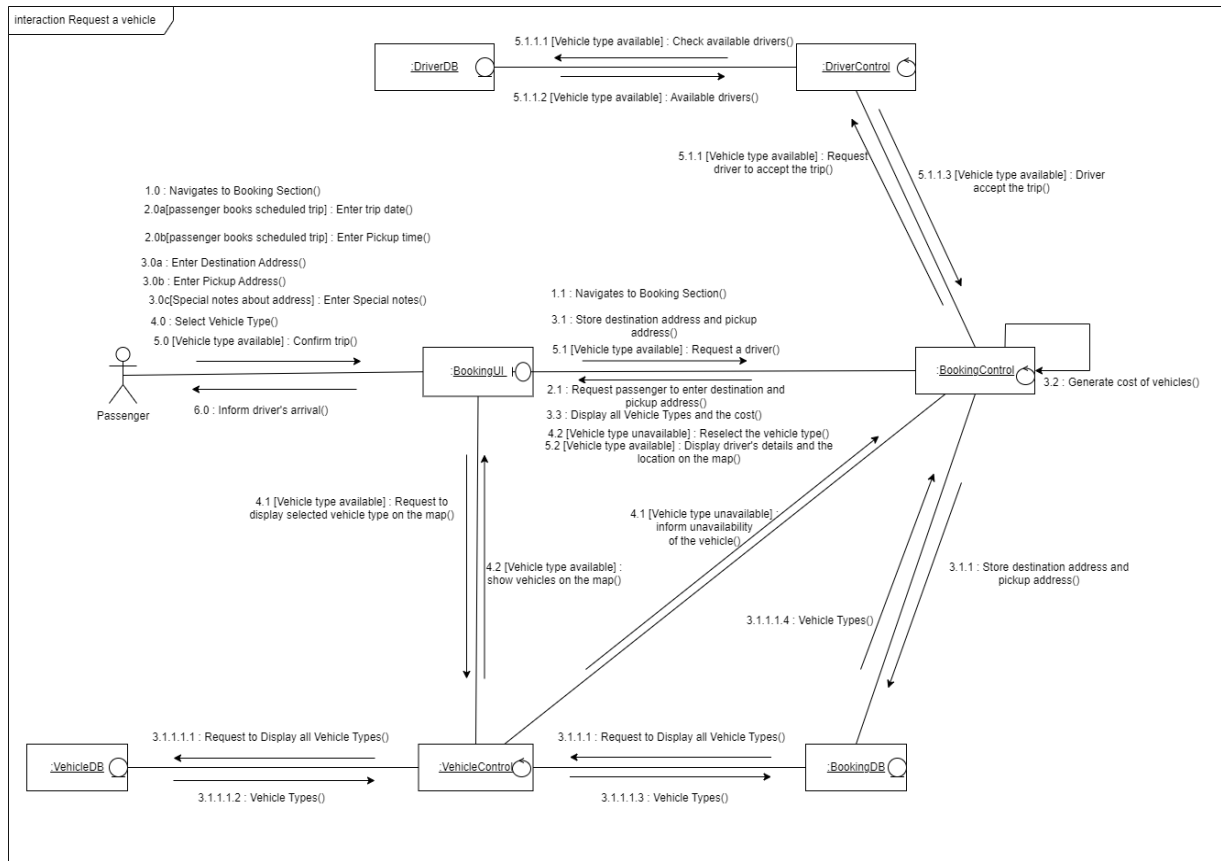 interaction Request a vehicle
5.1.1.1 [Vehicle type available] : Check available drivers()
:DriverDB
:DriverControl
5.1.1.2 [Vehicle type available] : Available drivers()
5.1.1 [Vehicle type available] : Request
driver to accept the trip()
5.1.1.3 [Vehicle type available] : Driver
accept the trip()
1.0 : Navigates to Booking Section()
2.0a[passenger books scheduled trip] : Enter trip date()
2.0b[passenger books scheduled trip] : Enter Pickup time()
3.0a : Enter Destination Address()
3.0b : Enter Pickup Address()
3.0c[Special notes about address] : Enter Special notes()
4.0 : Select Vehicle Type()
5.0 [Vehicle type available] : Confirm trip()
1.1 : Navigates to Booking Section()
3.1 : Store destination address and pickup
address()
5.1 [Vehicle type available] : Request a driver()
:BookingUI
:BookingControl
3.2 : Generate cost of vehicles()
Passenger
6.0 : Inform driver's arrival()
2.1 : Request passenger to enter destination and
pickup address()
3.3 : Display all Vehicle Types and the cost()
4.2 [Vehicle type unavailable] : Reselect the vehicle type()
5.2 [Vehicle type available] : Display driver's details and the
location on the map()
4.1 [Vehicle type available] : Request to
display selected vehicle type on the map()
4.1 [Vehicle type unavailable] :
inform unavailability
of the vehicle()
4.2 [Vehicle type available] :
show vehicles on the map()
3.1.1 : Store destination address and
pickup address()
3.1.1.1.4 : Vehicle Types()
3.1.1.1.1 : Request to Display all Vehicle Types()
3.1.1.1 : Request to Display all Vehicle Types()
:VehicleDB
:VehicleControl
:BookingDB
3.1.1.1.2 : Vehicle Types()
3.1.1.1.3 : Vehicle Types()